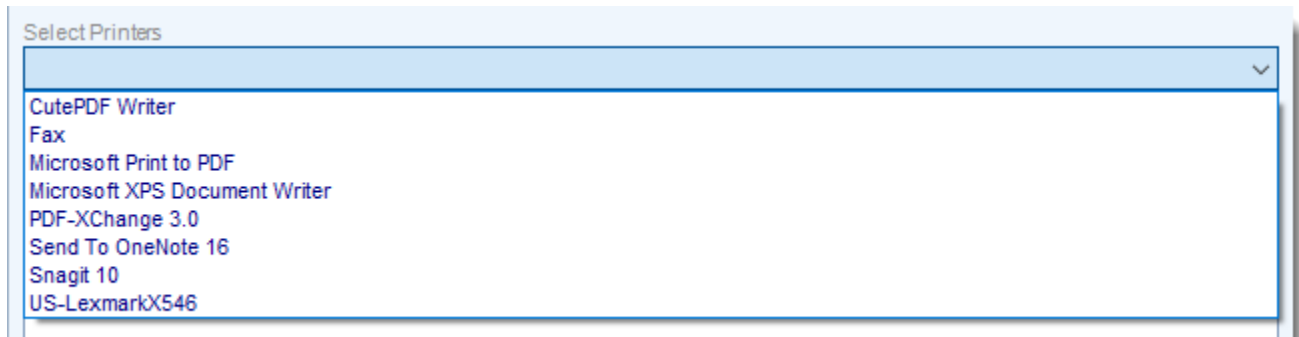 Select Printers
CutePDF Writer
Fax
Microsoft Print to PDF
Microsoft XPS Document Writer
PDF-XChange 3.0
Send To OneNote 16
Snagit 10
US-LexmarkX546